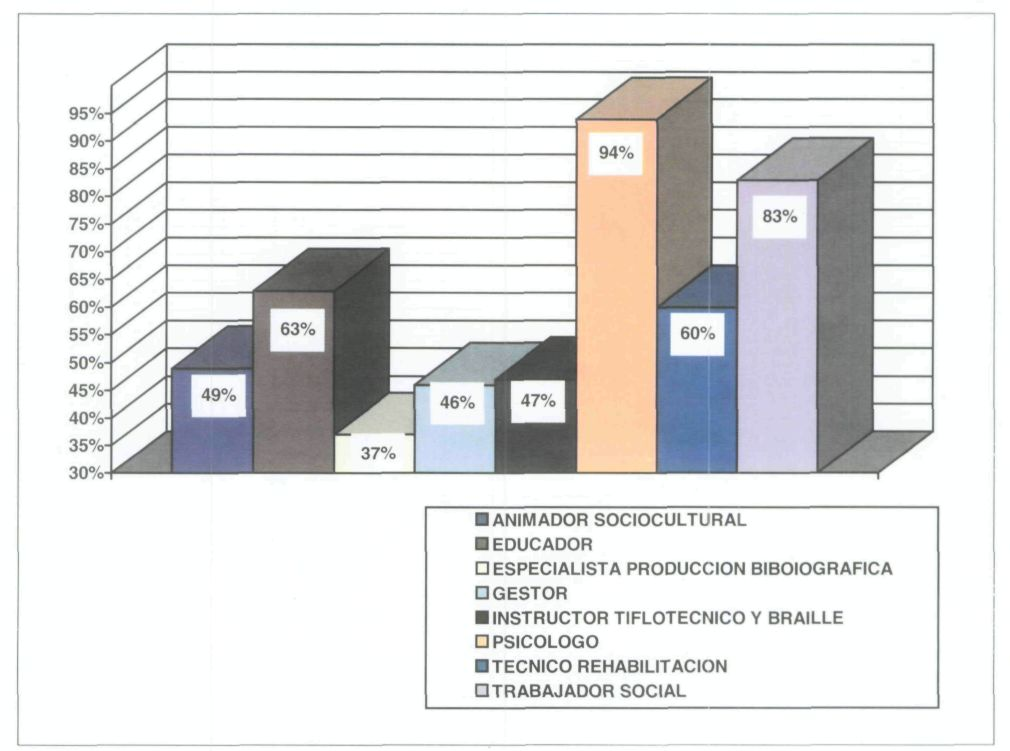 95%
90%
85%
80%
75%
70%
65%
60%
55%
50%
45%
40%
35%
30%
49%
63%
37%
46%
47%
94%
60%
83%
ANIMADOR SOCIOCULTURAL
EDUCADOR
ESPECIALISTA PRODUCCION BIBOIOGRAFICA
GESTOR
INSTRUCTOR TIFLOTECNICO Y BRAILLE
PSICOLOGO
TECNICO REHABILITACION
TRABAJADOR SOCIAL